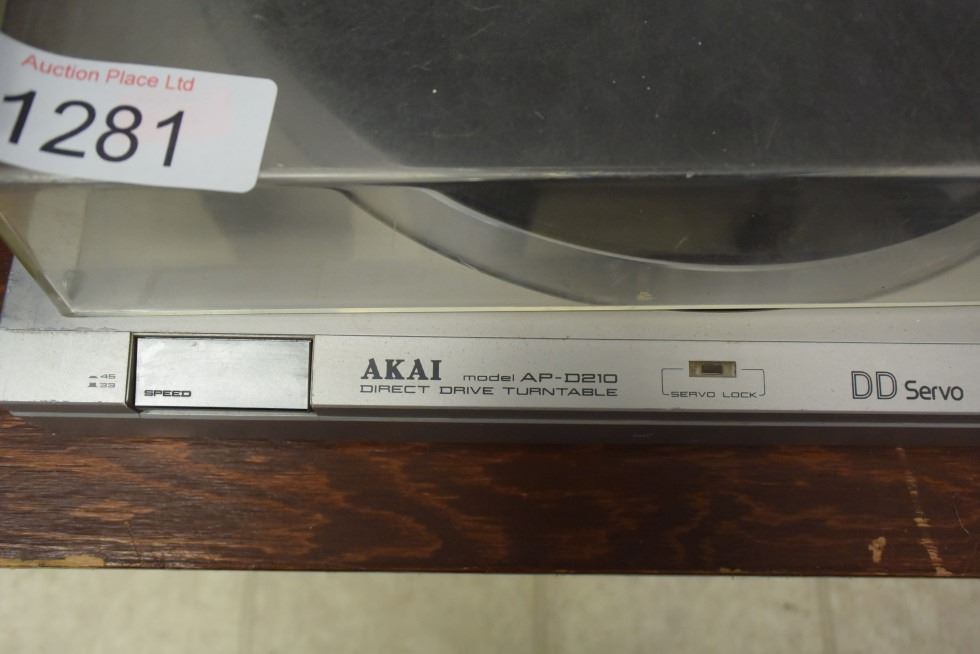 Auction Place Ltd
1281
45
33
SPEED
AKAI model AP-D210
DIRECT DRIVE TURNTABLE
SERVO LOCK
DD Servo